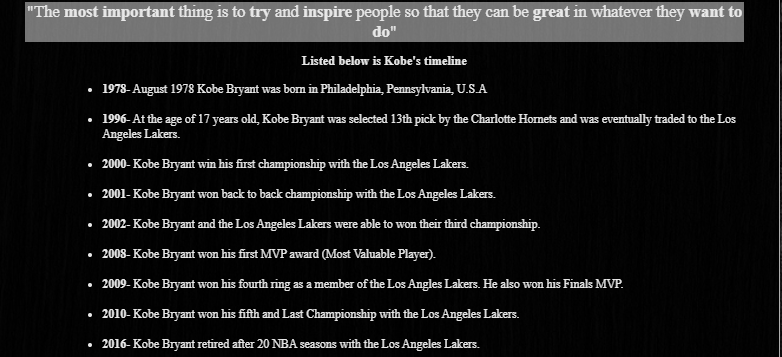 "The most important thing is to try and inspire people so that they can be great in whatever they want to
do"
Listed below is Kobe's timeline
1978- August 1978 Kobe Bryant was born in Philadelphia, Pennsylvania, U.S.A
1996- At the age of 17 years old, Kobe Bryant was selected 13th pick by the Charlotte Hornets and was eventually traded to the Los
Angeles Lakers.
2000- Kobe Bryant win his first championship with the Los Angeles Lakers.
2001- Kobe Bryant won back to back championship with the Los Angeles Lakers.
2002- Kobe Bryant and the Los Angeles Lakers were able to won their third championship.
2008- Kobe Bryant won his first MVP award (Most Valuable Player).
2009- Kobe Bryant won his fourth ring as a member of the Los Angles Lakers. He also won his Finals MVP.
2010- Kobe Bryant won his fifth and Last Championship with the Los Angeles Lakers.
2016- Kobe Bryant retired after 20 NBA seasons with the Los Angeles Lakers.